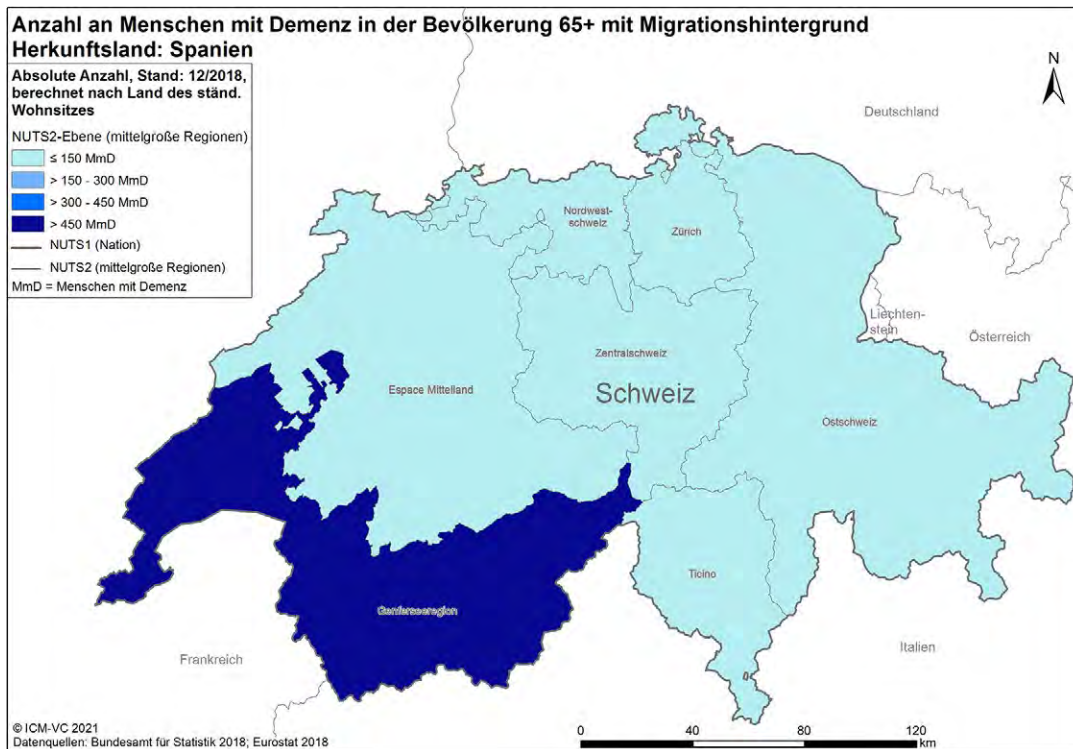 Anzahl an Menschen mit Demenz in der Bevölkerung 65+ mit Migrationshintergrund
Herkunftsland: Spanien
Absolute Anzahl, Stand: 12/2018,
berechnet nach Land des ständ.
Wohnsitzes
NUTS2-Ebene (mittelgroße Regionen)
≤ 150 MmD
> 150 - 300 MmD
> 300 - 450 MmD
> 450 MmD
NUTS1 (Nation)
NUTS2 (mittelgroße Regionen)
MmD = Menschen mit Demenz
N
Deutschland
Nordwest-
schweiz
Zürich
Liechten-
stein
Österreich
Zentralschweiz
Espace Mittelland
Schweiz
Ostschweiz
Ticino
Genferseeregion
Frankreich
Italien
© ICM-VC 2021
Datenquellen: Bundesamt für Statistik 2018; Eurostat 2018
0 20 40 80 120
km